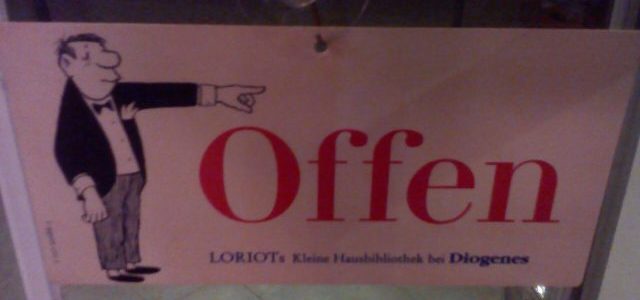 Offen
LORIOTs Kleine Hausbibliothek bei Diogenes